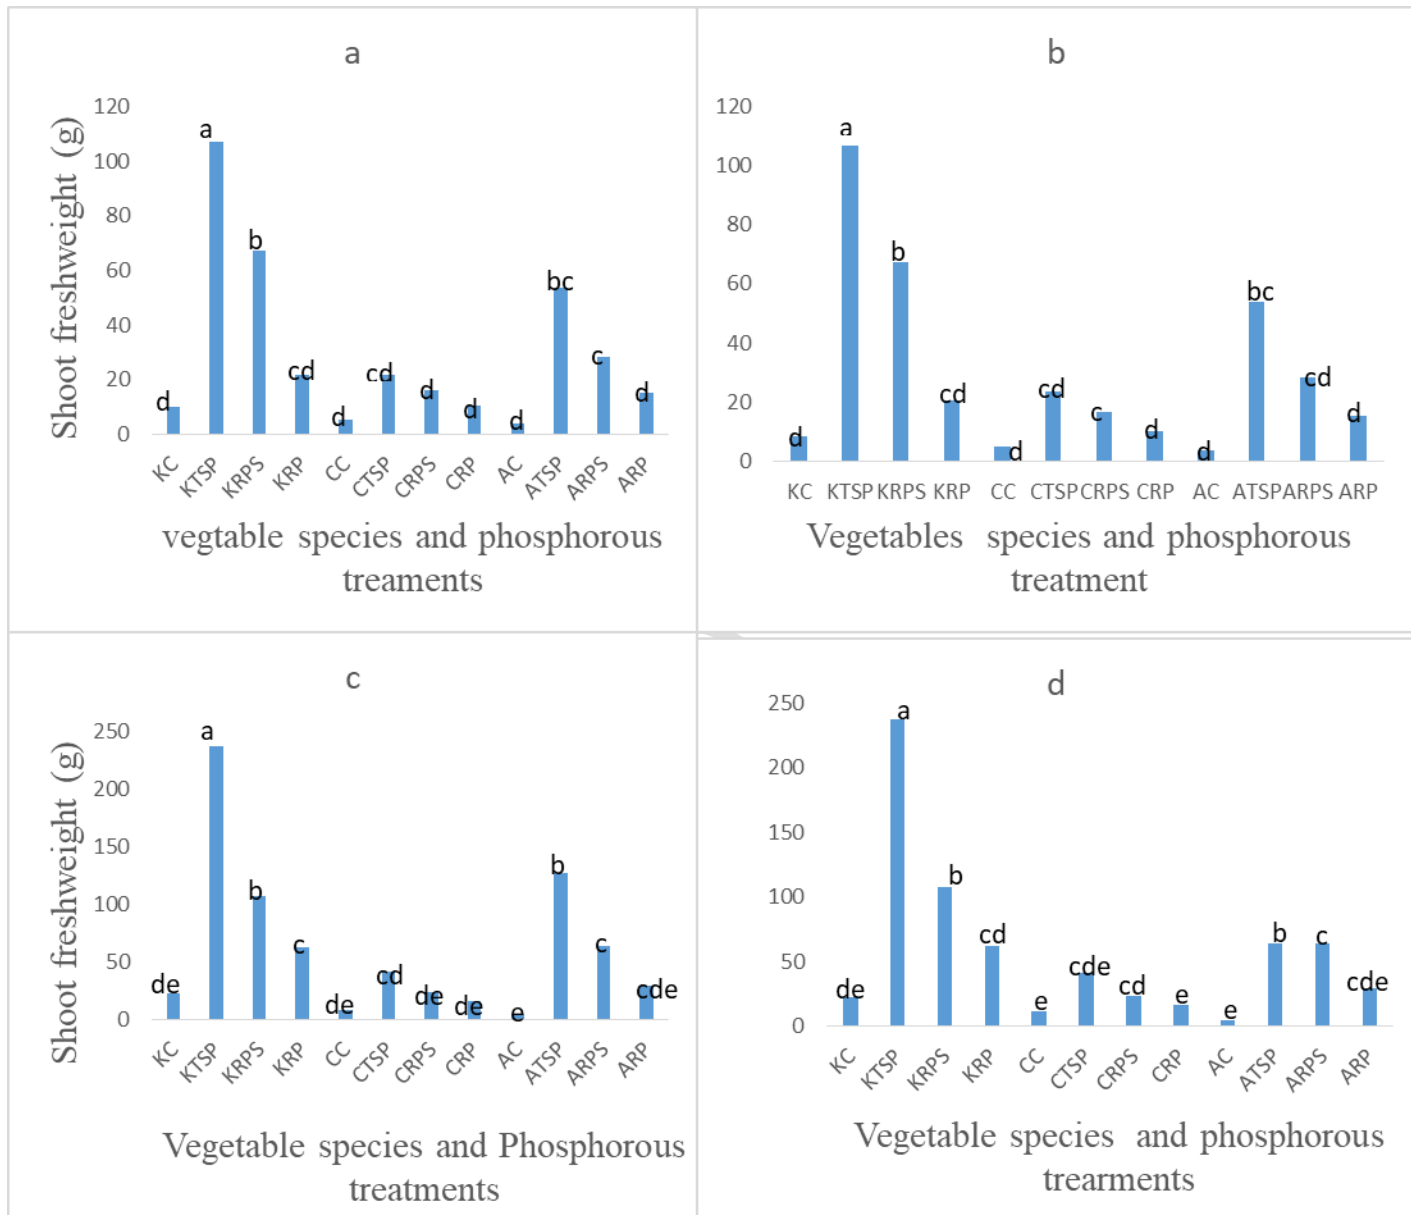 a
Shoot freshweight (g)
120
100
80
60
40
20
0
a
b
bc
cd
cd
c
d
d
d
d
d
d
KC KTSP KRPS KRP CC CTSP CRPS CRP AC ATSP ARPS ARP
vegtable species and phosphorous
treaments
b
120
100
80
60
40
20
0
a
b
bc
cd
cd
cd
c
d
d
d
d
d
KC KTSP KRPS KRP CC CTSP CRPS CRP AC ATSP ARPS ARP
Vegetables species and phosphorous
treatment
c
Shoot freshweight (g)
250
200
150
100
50
0
de
a
b
c
de
cd
de
de
e
b
c
cde
KC KTSP KRPS KRP CC CTSP CRPS CRP AC ATSP ARPS ARP
Vegetable species and Phosphorous
treatments
d
250
200
150
100
50
0
de
a
b
cd
e
cde
cd
e
e
b
c
cde
KC KTSP KRPS KRP CC CTSP CRPS CRP AC ATSP ARPS ARP
Vegetable species and phosphorous
trearments